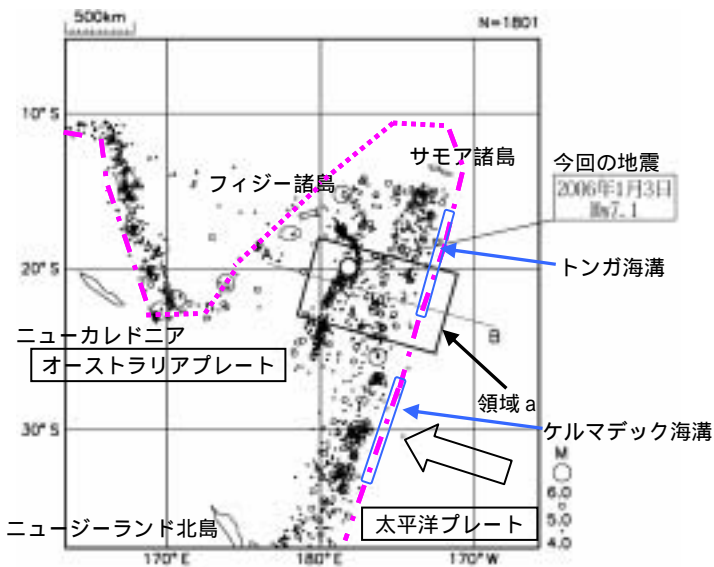 500km
N=1801
10°S
サモア諸島
今回の地震
フィジー諸島
2006年1月3日
Mw7.1
トンガ海溝
20°S
A
B
ニューカレドニア
オーストラリアプレート
領域a
30°S
ケルマデック海溝
M
6.0
5.0
4.0
ニュージーランド北島
太平洋プレート
170°E
180°E
170°W